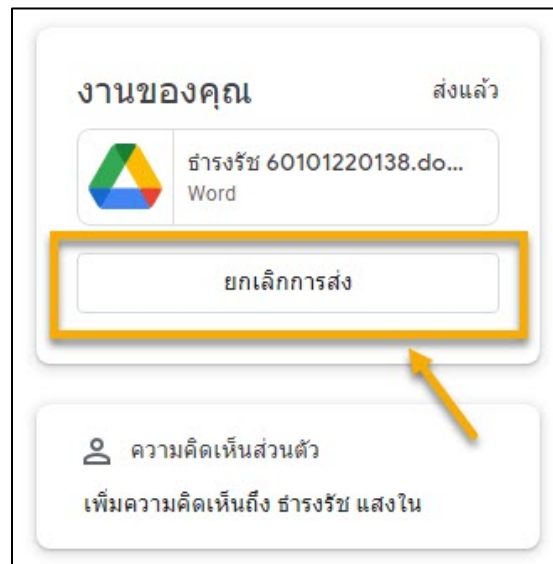 งานของคุณ ส่งแล้ว
ธำรงรัช 60101220138.do...
Word
ยกเลิกการส่ง
ความคิดเห็นส่วนตัว
เพิ่มความคิดเห็นถึง ธำรงรัช แสงใน